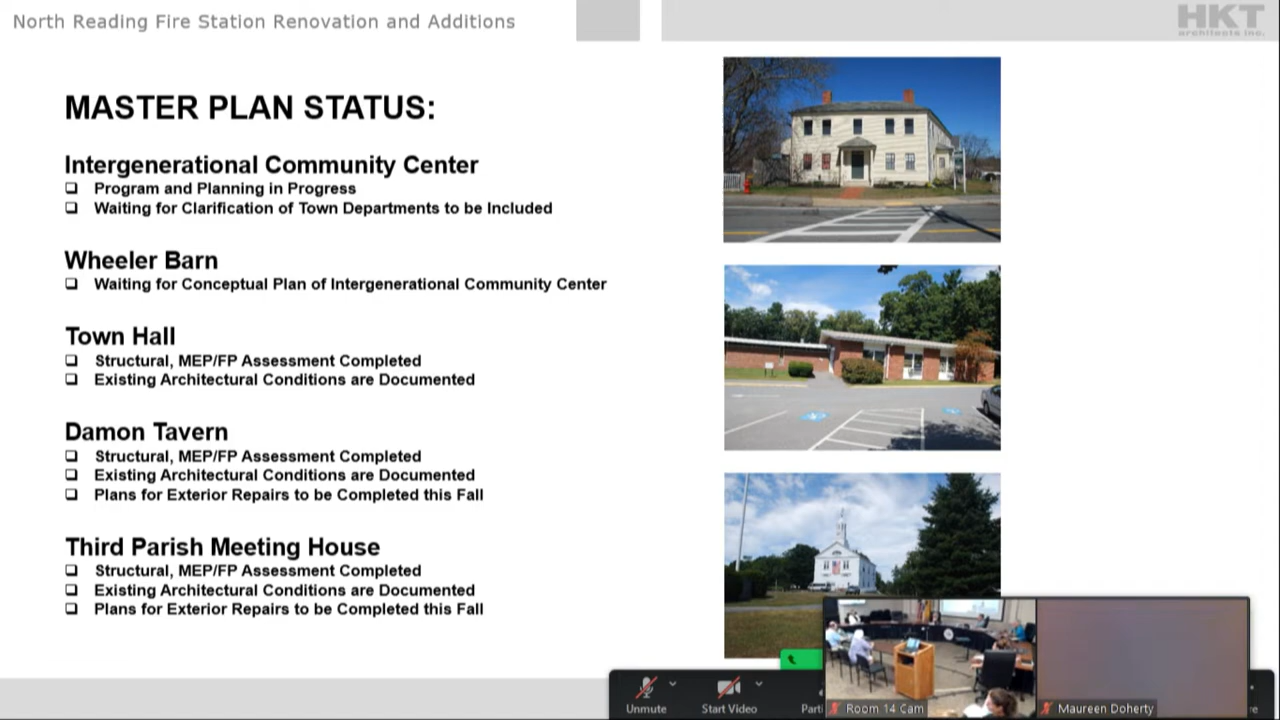 North Reading Fire Station Renovation and Additions
HKT
architects inc.
MASTER PLAN STATUS:
Intergenerational Community Center
Program and Planning in Progress
Waiting for Clarification of Town Departments to be Included
Wheeler Barn
Waiting for Conceptual Plan of Intergenerational Community Center
Town Hall
Structural, MEP/FP Assessment Completed
Existing Architectural Conditions are Documented
Damon Tavern
Structural, MEP/FP Assessment Completed
Existing Architectural Conditions are Documented
Plans for Exterior Repairs to be Completed this Fall
Third Parish Meeting House
Structural, MEP/FP Assessment Completed
Existing Architectural Conditions are Documented
Plans for Exterior Repairs to be Completed this Fall
Unmute
Start Video
Parti
Room 14 Cam
Maureen Doherty
re